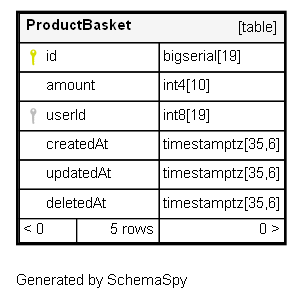 ProductBasket [table]
id bigserial[19]
amount int4[10]
userId int8[19]
createdAt timestamptz[35,6]
updatedAt timestamptz[35,6]
deletedAt timestamptz[35,6]
< 0 5 rows 0 >
Generated by SchemaSpy